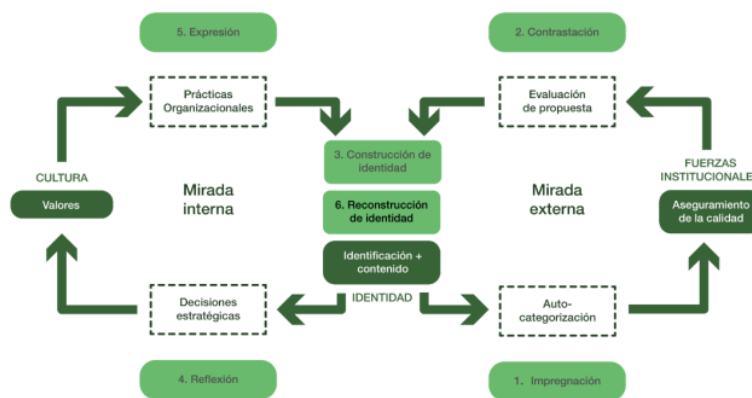 5. Expresión
2. Contrastación
Prácticas
Organizacionales
Evaluación
de propuesta
3. Construcción de
identidad
CULTURA
Valores
Mirada
interna
6. Reconstrucción
de identidad
Mirada
externa
FUERZAS
INSTITUCIONALE
Aseguramiento
de la calidad
Identificación +
contenido
IDENTIDAD
Decisiones
estratégicas
Auto-
categorización
4. Reflexión
1. Impregnación